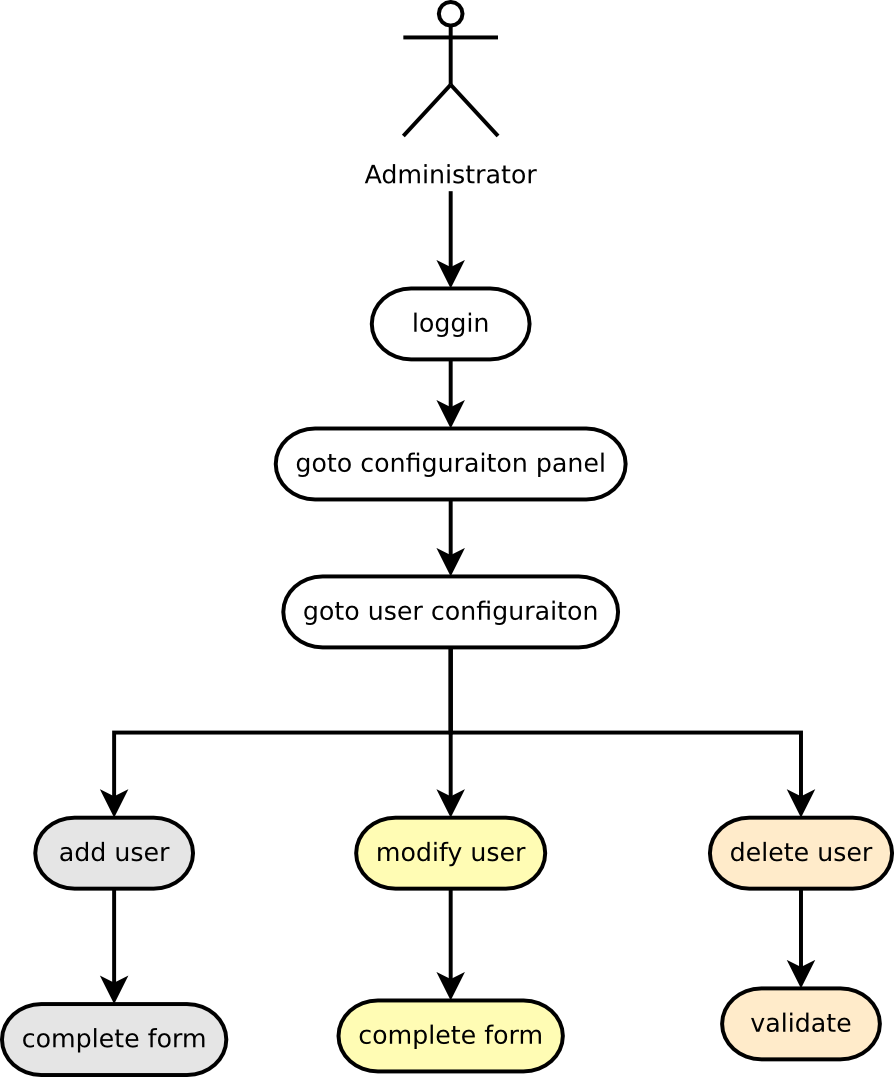 Administrator
loggin
goto configuraiton panel
goto user configuraiton
add user
modify user
delete user
complete form
complete form
validate